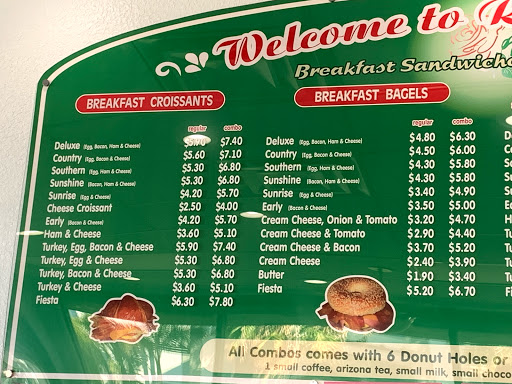 Welcome to
Breakfast Sandwiche
BREAKFAST CROISSANTS
regular combo
Deluxe (Egg, Bacon, Ham & Cheese) $5.90 $7.40
Country (Egg, Bacon & Cheese) $5.60 $7.10
Southern (Egg, Ham & Cheese) $5.30 $6.80
Sunshine (Bacon, Ham & Cheese) $5.30 $6.80
Sunrise (Egg & Cheese) $4.20 $5.70
Cheese Croissant $2.50 $4.00
Early (Bacon & Cheese) $4.20 $5.70
Ham & Cheese $3.60 $5.10
Turkey, Egg, Bacon & Cheese $5.90 $7.40
Turkey, Egg & Cheese $5.30 $6.80
Turkey, Bacon & Cheese $5.30 $6.80
Turkey & Cheese $3.60 $5.10
Fiesta $6.30 $7.80
BREAKFAST BAGELS
regular combo
Deluxe (Egg, Bacon, Ham & Cheese) $4.80 $6.30
Country (Egg, Bacon & Cheese) $4.50 $6.00
Southern (Egg, Ham & Cheese) $4.30 $5.80
Sunshine (Bacon, Ham & Cheese) $4.30 $5.80
Sunrise (Egg & Cheese) $3.40 $4.90
Early (Bacon & Cheese) $3.50 $5.00
Cream Cheese, Onion & Tomato $3.20 $4.70
Cream Cheese & Tomato $2.90 $4.40
Cream Cheese & Bacon $3.70 $5.20
Cream Cheese $2.40 $3.90
Butter $1.90 $3.40
Fiesta $5.20 $6.70
All Combos comes with 6 Donut Holes or
1 small coffee, arizona tea, small milk, small choco